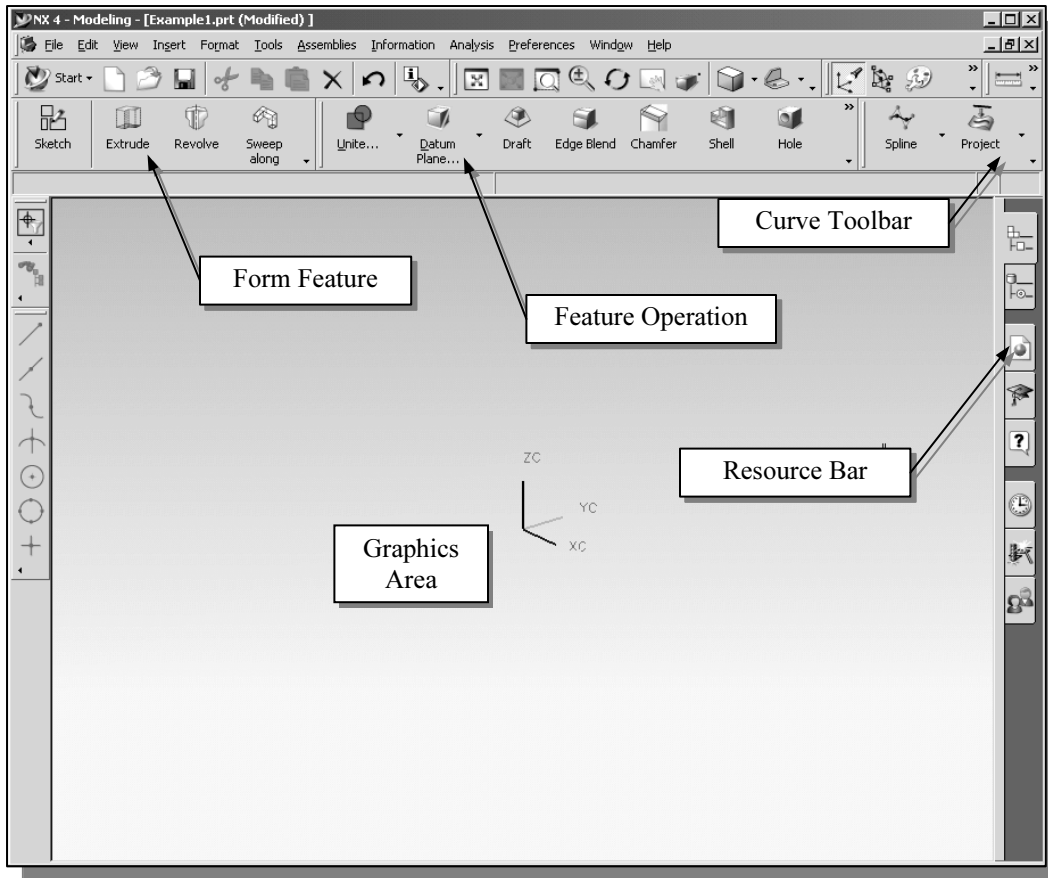 NX 4 - Modeling - [Example1.prt (Modified) ]
File Edit View Insert Format Tools Assemblies Information Analysis Preferences Window Help
Start
Sketch Extrude Revolve Sweep along Unite... Datum Plane... Draft Edge Blend Chamfer Shell Hole Spline Project
Curve Toolbar
Form Feature
Feature Operation
Resource Bar
ZC
YC
XC
Graphics
Area